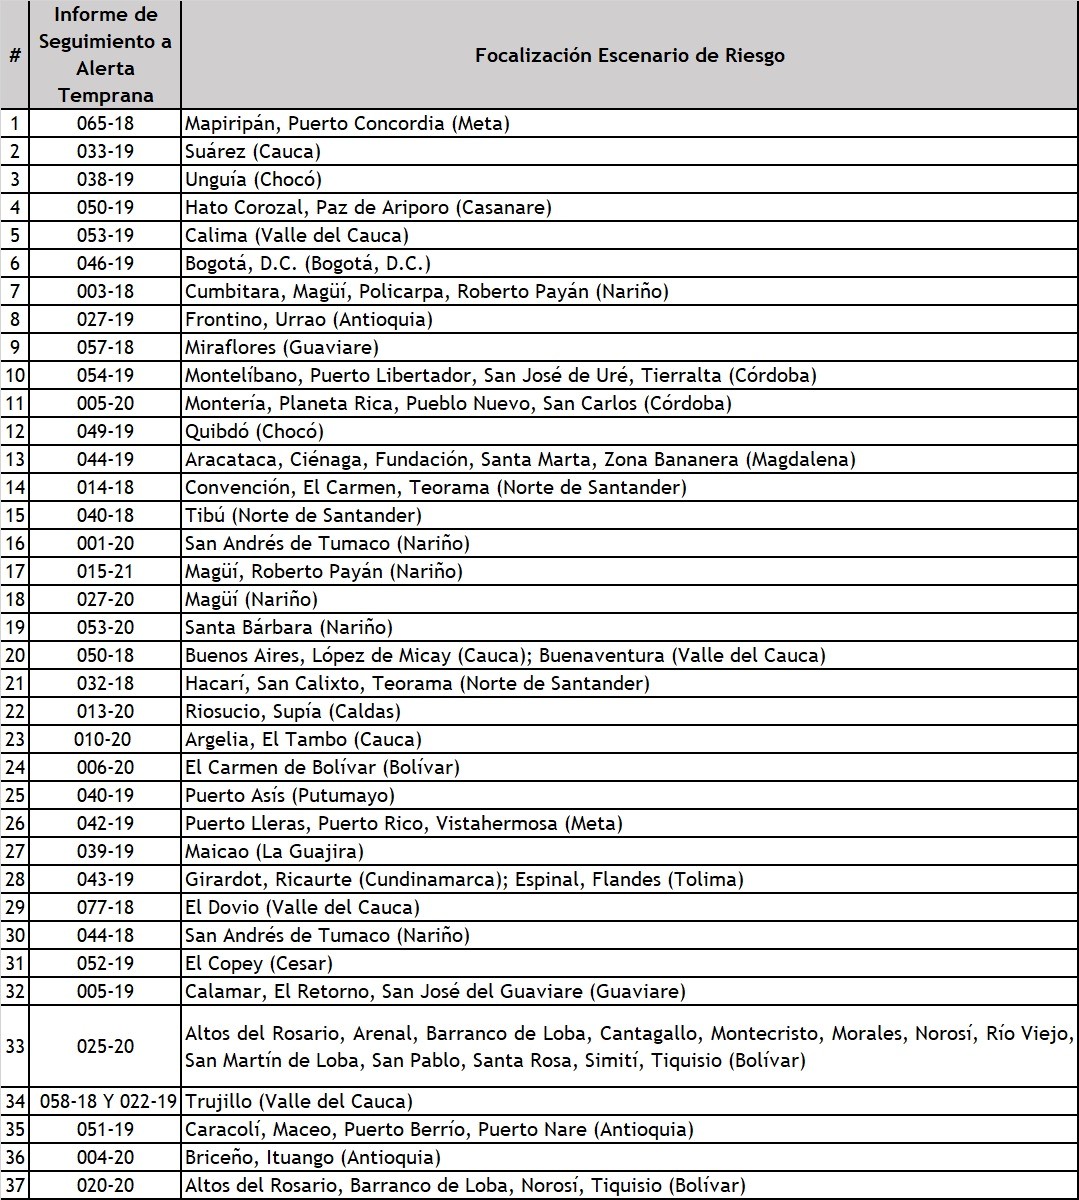 # Informe de Seguimiento a Alerta Temprana Focalización Escenario de Riesgo
1 065-18 Mapiripán, Puerto Concordia (Meta)
2 033-19 Suárez (Cauca)
3 038-19 Unguía (Chocó)
4 050-19 Hato Corozal, Paz de Ariporo (Casanare)
5 053-19 Calima (Valle del Cauca)
6 046-19 Bogotá, D.C. (Bogotá, D.C.)
7 003-18 Cumbitara, Magüí, Policarpa, Roberto Payán (Nariño)
8 027-19 Frontino, Urrao (Antioquia)
9 057-18 Miraflores (Guaviare)
10 054-19 Montelíbano, Puerto Libertador, San José de Uré, Tierralta (Córdoba)
11 005-20 Montería, Planeta Rica, Pueblo Nuevo, San Carlos (Córdoba)
12 049-19 Quibdó (Chocó)
13 044-19 Aracataca, Ciénaga, Fundación, Santa Marta, Zona Bananera (Magdalena)
14 014-18 Convención, El Carmen, Teorama (Norte de Santander)
15 040-18 Tibú (Norte de Santander)
16 001-20 San Andrés de Tumaco (Nariño)
17 015-21 Magüí, Roberto Payán (Nariño)
18 027-20 Magüí (Nariño)
19 053-20 Santa Bárbara (Nariño)
20 050-18 Buenos Aires, López de Micay (Cauca); Buenaventura (Valle del Cauca)
21 032-18 Hacarí, San Calixto, Teorama (Norte de Santander)
22 013-20 Riosucio, Supía (Caldas)
23 010-20 Argelia, El Tambo (Cauca)
24 006-20 El Carmen de Bolívar (Bolívar)
25 040-19 Puerto Asís (Putumayo)
26 042-19 Puerto Lleras, Puerto Rico, Vistahermosa (Meta)
27 039-19 Maicao (La Guajira)
28 043-19 Girardot, Ricaurte (Cundinamarca); Espinal, Flandes (Tolima)
29 077-18 El Dovio (Valle del Cauca)
30 044-18 San Andrés de Tumaco (Nariño)
31 052-19 El Copey (Cesar)
32 005-19 Calamar, El Retorno, San José del Guaviare (Guaviare)
33 025-20 Altos del Rosario, Arenal, Barranco de Loba, Cantagallo, Montecristo, Morales, Norosí, Río Viejo,
San Martín de Loba, San Pablo, Santa Rosa, Simití, Tiquisio (Bolívar)
34 058-18 Y 022-19 Trujillo (Valle del Cauca)
35 051-19 Caracolí, Maceo, Puerto Berrío, Puerto Nare (Antioquia)
36 004-20 Briceño, Ituango (Antioquia)
37 020-20 Altos del Rosario, Barranco de Loba, Norosí, Tiquisio (Bolívar)